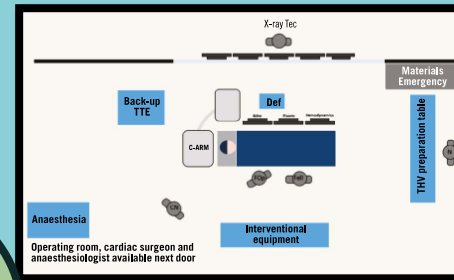 X-ray Tec
Materials
Emergency
Back-up
TTE
Def
C-ARM
THV preparation table
Anaesthesia
Interventional
equipment
Operating room, cardiac surgeon and
anaesthesiologist available next door